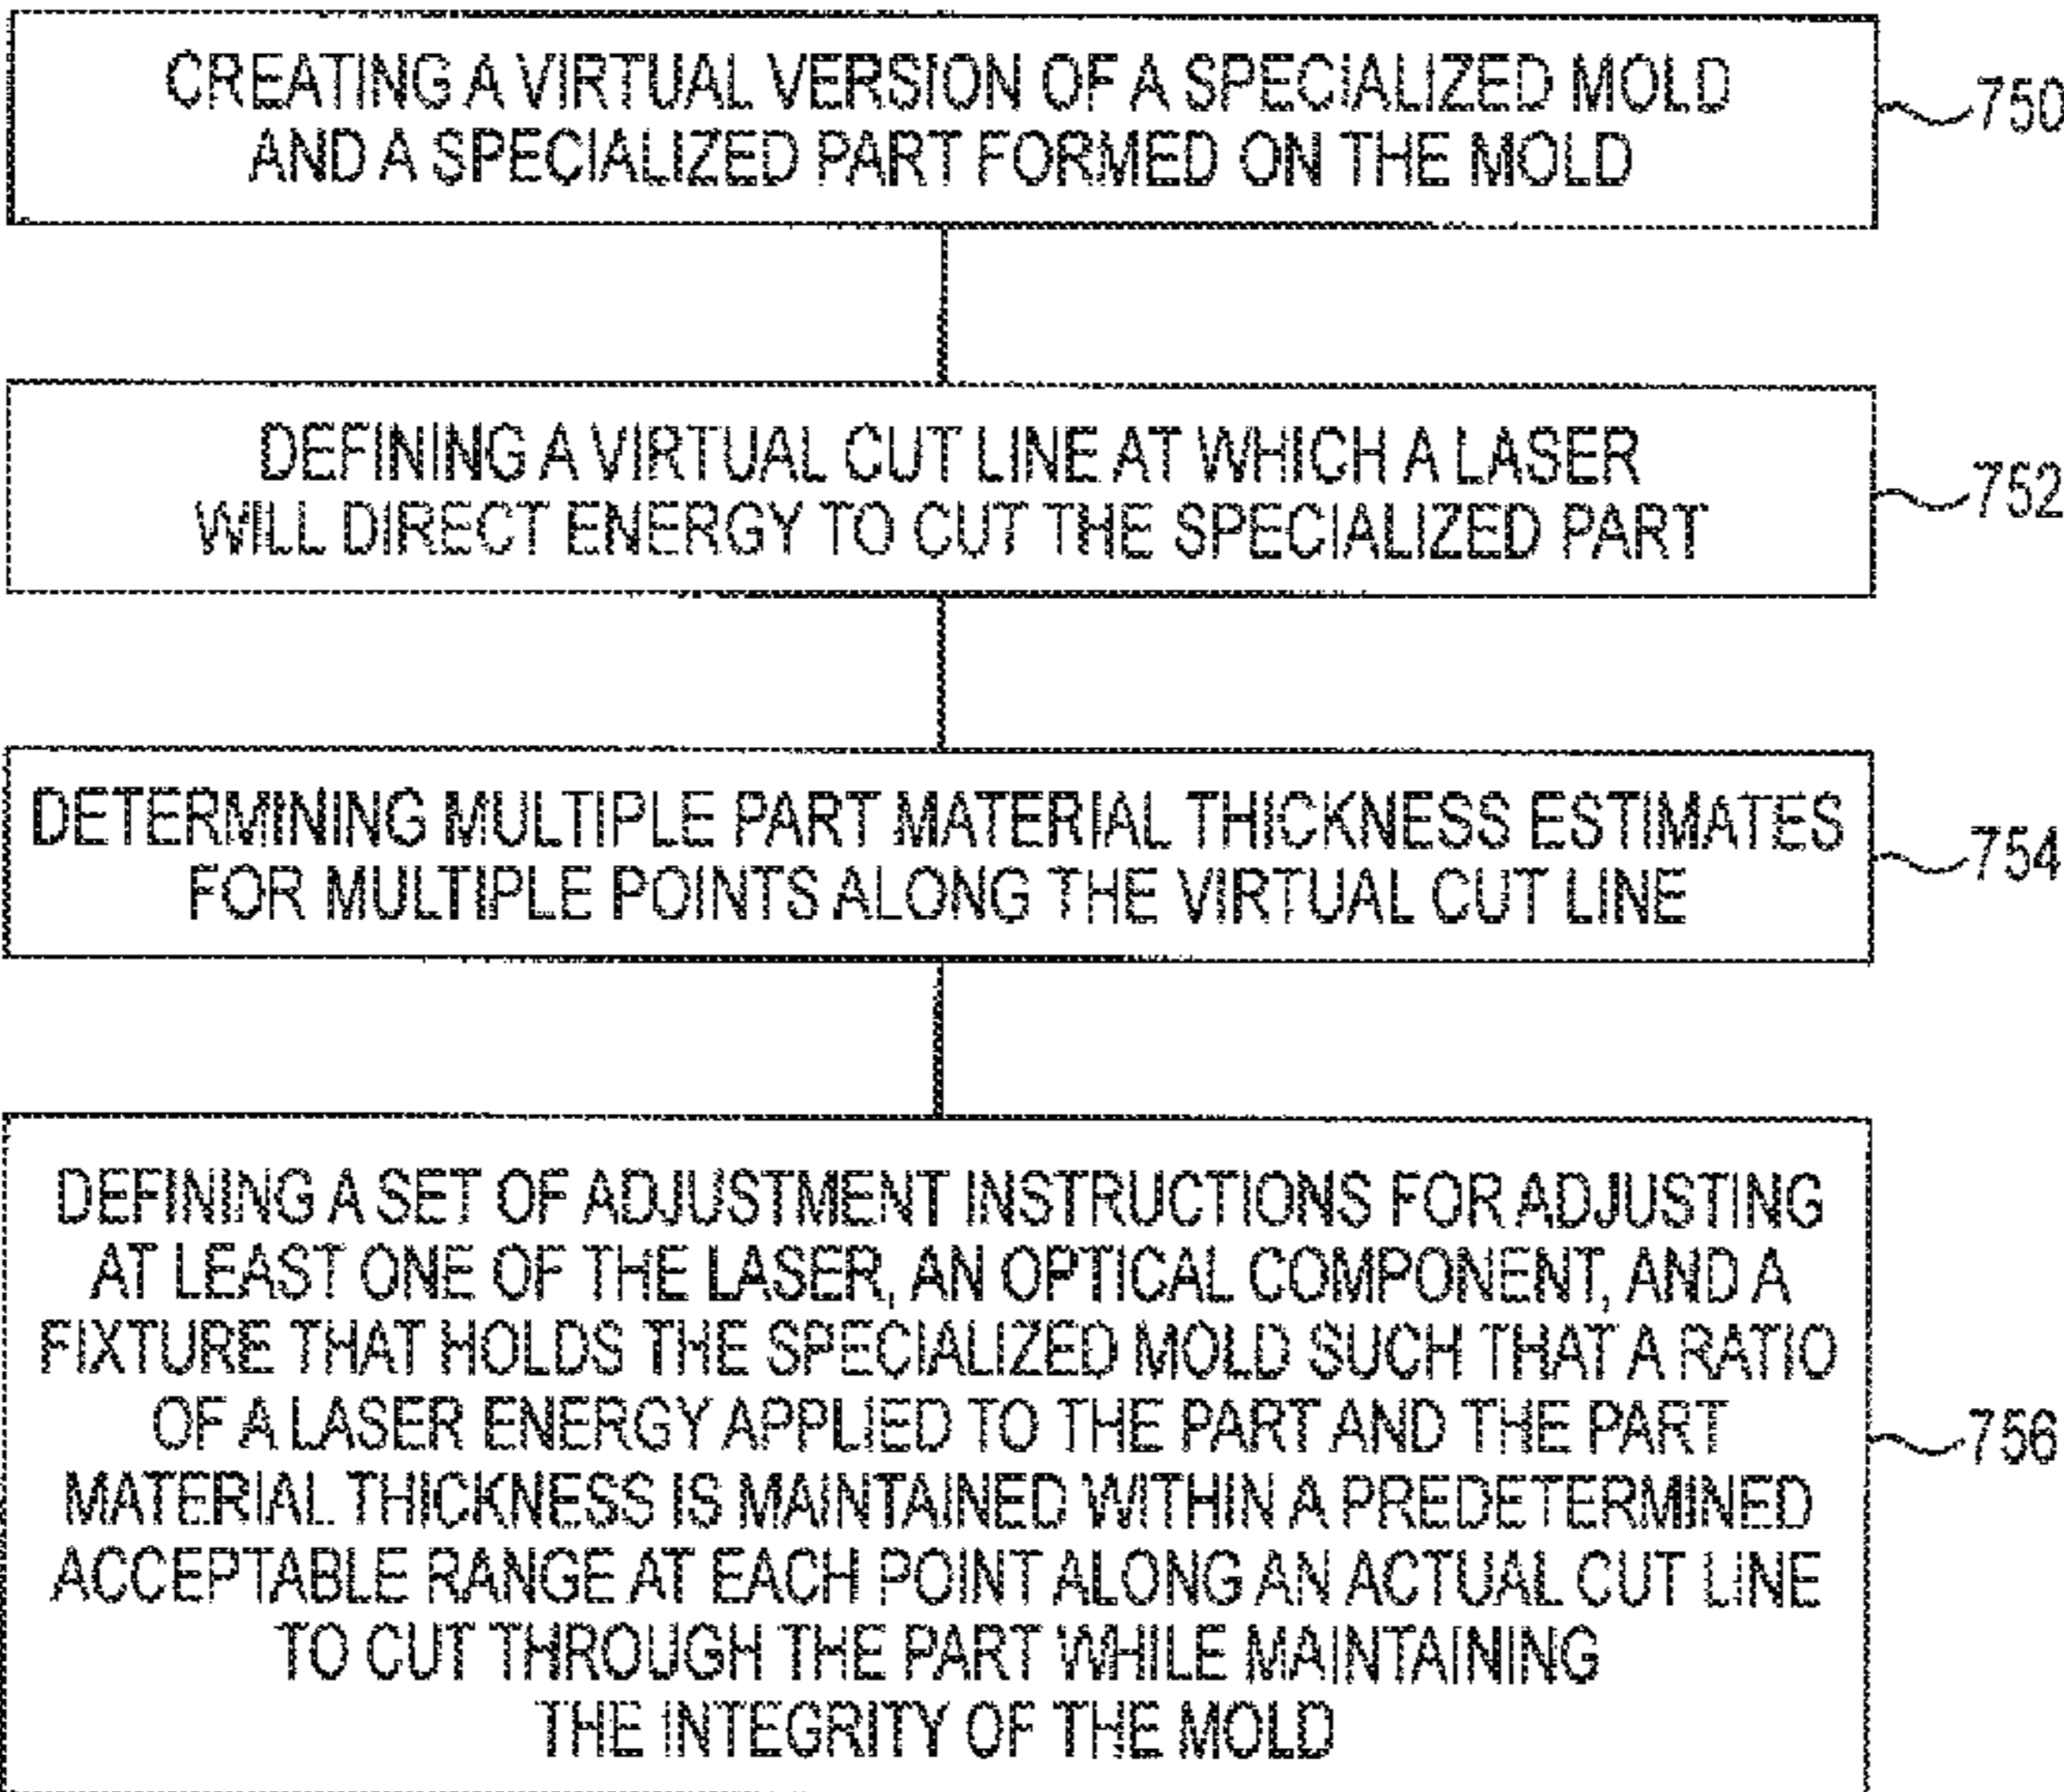 CREATING A VIRTUAL VERSION OF A SPECIALIZED MOLD
AND A SPECIALIZED PART FORMED ON THE MOLD
750
DEFINING A VIRTUAL CUT LINE AT WHICH A LASER
WILL DIRECT ENERGY TO CUT THE SPECIALIZED PART
752
DETERMINING MULTIPLE PART MATERIAL THICKNESS ESTIMATES
FOR MULTIPLE POINTS ALONG THE VIRTUAL CUT LINE
754
DEFINING A SET OF ADJUSTMENT INSTRUCTIONS FOR ADJUSTING
AT LEAST ONE OF THE LASER, AN OPTICAL COMPONENT, AND A
FIXTURE THAT HOLDS THE SPECIALIZED MOLD SUCH THAT A RATIO
OF A LASER ENERGY APPLIED TO THE PART AND THE PART
MATERIAL THICKNESS IS MAINTAINED WITHIN A PREDETERMINED
ACCEPTABLE RANGE AT EACH POINT ALONG AN ACTUAL CUT LINE
TO CUT THROUGH THE PART WHILE MAINTAINING
THE INTEGRITY OF THE MOLD
756